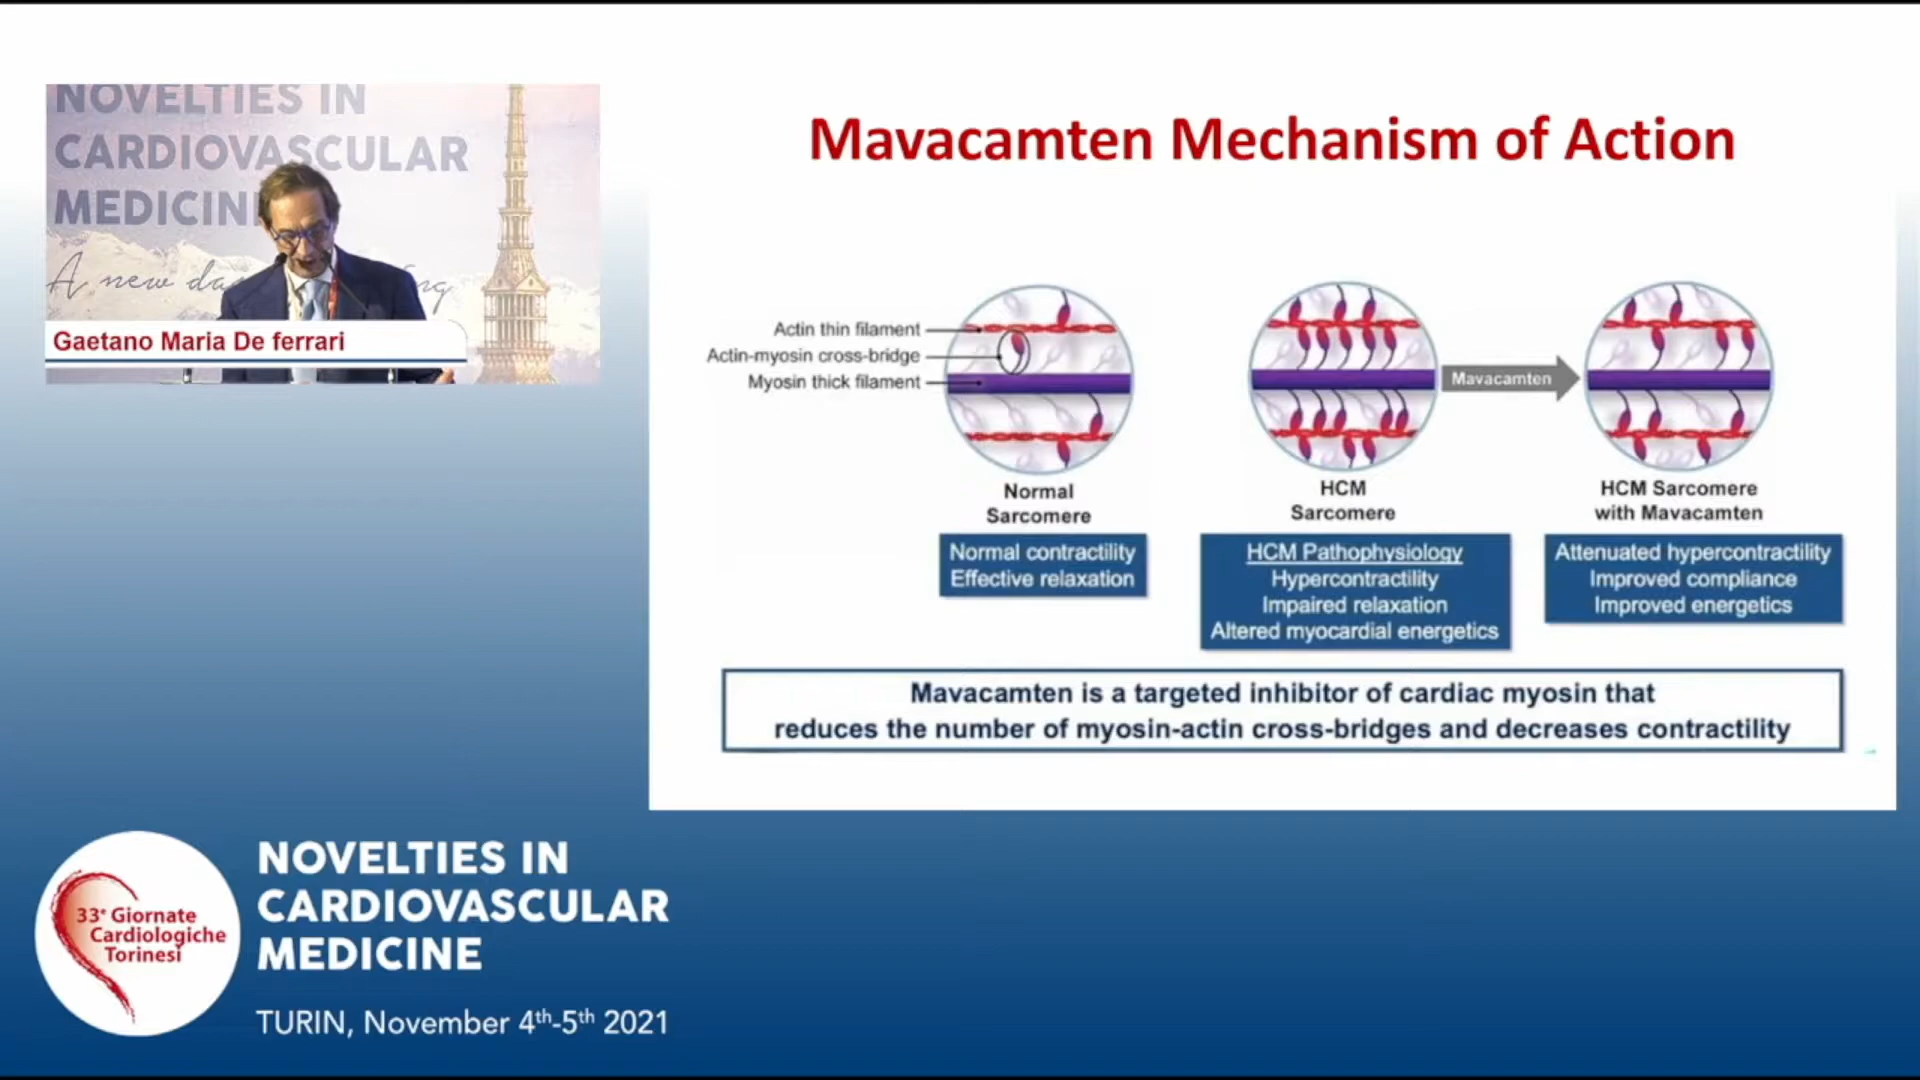 NOVELTIES IN
CARDIOVASCULAR
MEDICIN
A new da
ng
Gaetano Maria De ferrari
Mavacamten Mechanism of Action
Actin thin filament
Actin-myosin cross-bridge
Myosin thick filament
Mavacamten
Normal
Sarcomere
HCM
Sarcomere
HCM Sarcomere
with Mavacamten
Normal contractility
Effective relaxation
HCM Pathophysiology
Hypercontractility
Impaired relaxation
Altered myocardial energetics
Attenuated hypercontractility
Improved compliance
Improved energetics
Mavacamten is a targeted inhibitor of cardiac myosin that
reduces the number of myosin-actin cross-bridges and decreases contractility
33° Giornate
Cardiologiche
Torinesi
NOVELTIES IN
CARDIOVASCULAR
MEDICINE
TURIN, November 4th-5th 2021